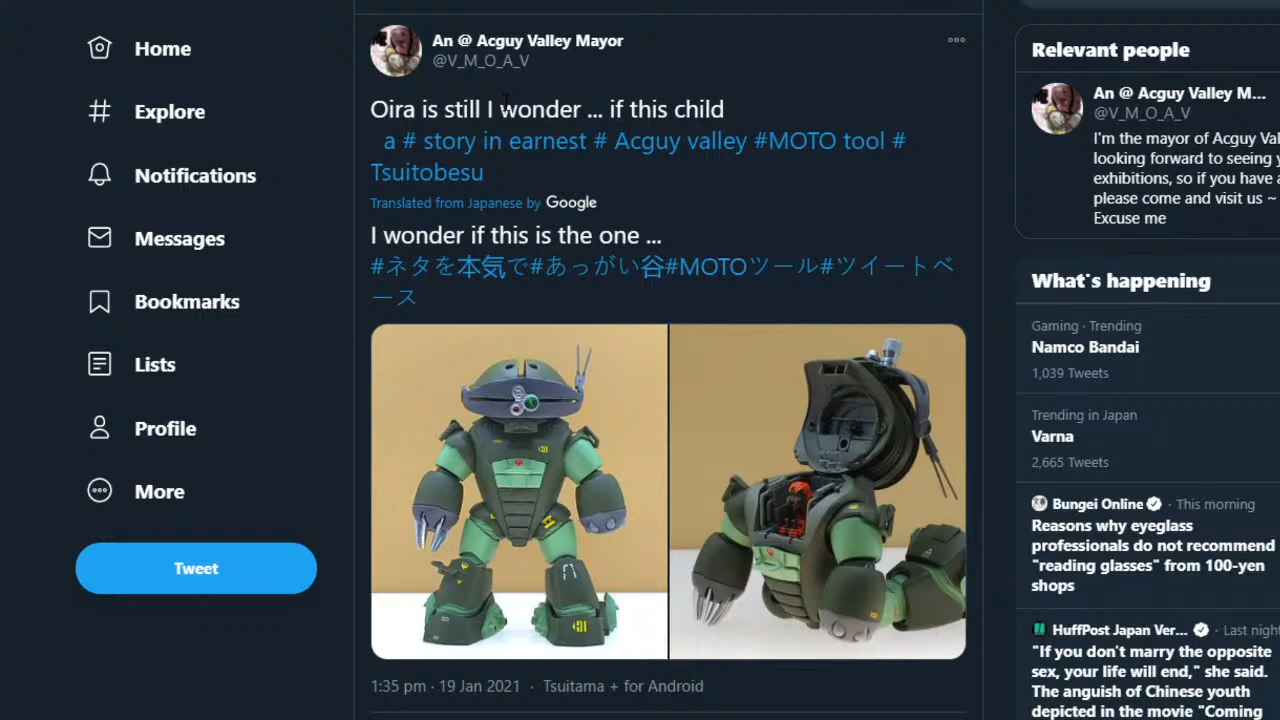 Home
Explore
Notifications
Messages
Bookmarks
Lists
Profile
More
Tweet
An @ Acguy Valley Mayor
@V_M_O_A_V
Oira is still I wonder ... if this child
a # story in earnest # Acguy valley #MOTO tool #
Tsuitobesu
Translated from Japanese by Google
I wonder if this is the one ...
#ネタを本気で#あっがい谷#MOTOツール#ツイートベ
ース
1:35 pm · 19 Jan 2021 · Tsuitama + for Android
Relevant people
An @ Acguy Valley M...
@V_M_O_A_V
I'm the mayor of Acguy Val
looking forward to seeing y
exhibitions, so if you have a
please come and visit us ~
Excuse me
What's happening
Gaming · Trending
Namco Bandai
1,039 Tweets
Trending in Japan
Varna
2,665 Tweets
Bungei Online · This morning
Reasons why eyeglass
professionals do not recommend
"reading glasses" from 100-yen
shops
HuffPost Japan Ver... · Last night
"If you don't marry the opposite
sex, your life will end," she said.
The anguish of Chinese youth
depicted in the movie "Coming